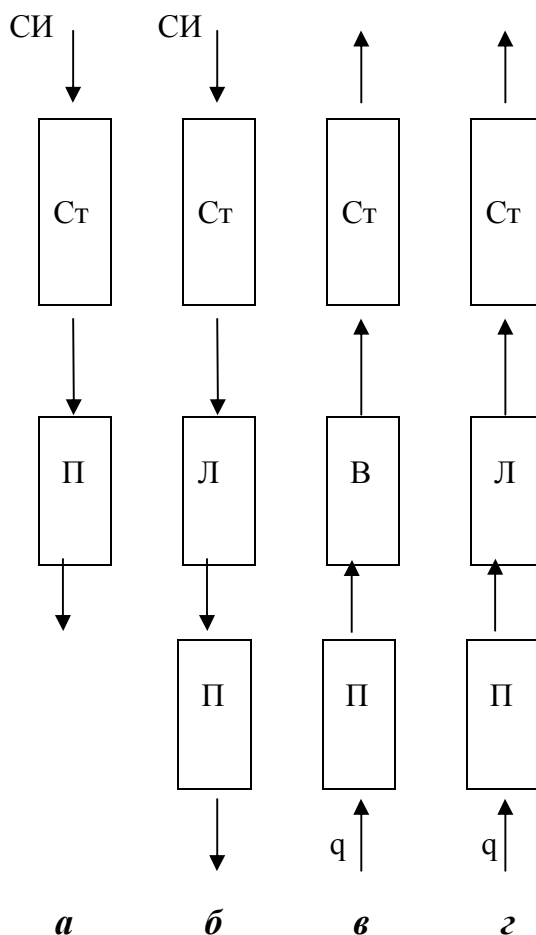 СИ СИ
Ст Ст Ст Ст
П Л В Л
П П П
q q
а б в г